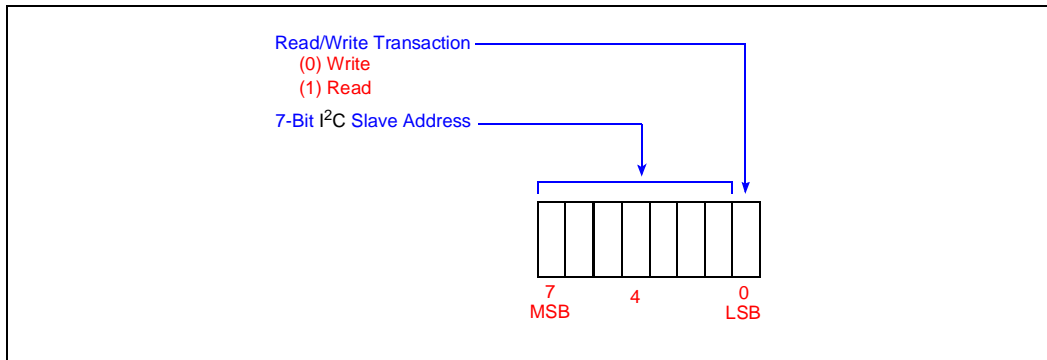 Read/Write Transaction
(0) Write
(1) Read
7-Bit I²C Slave Address
7 4 0
MSB LSB